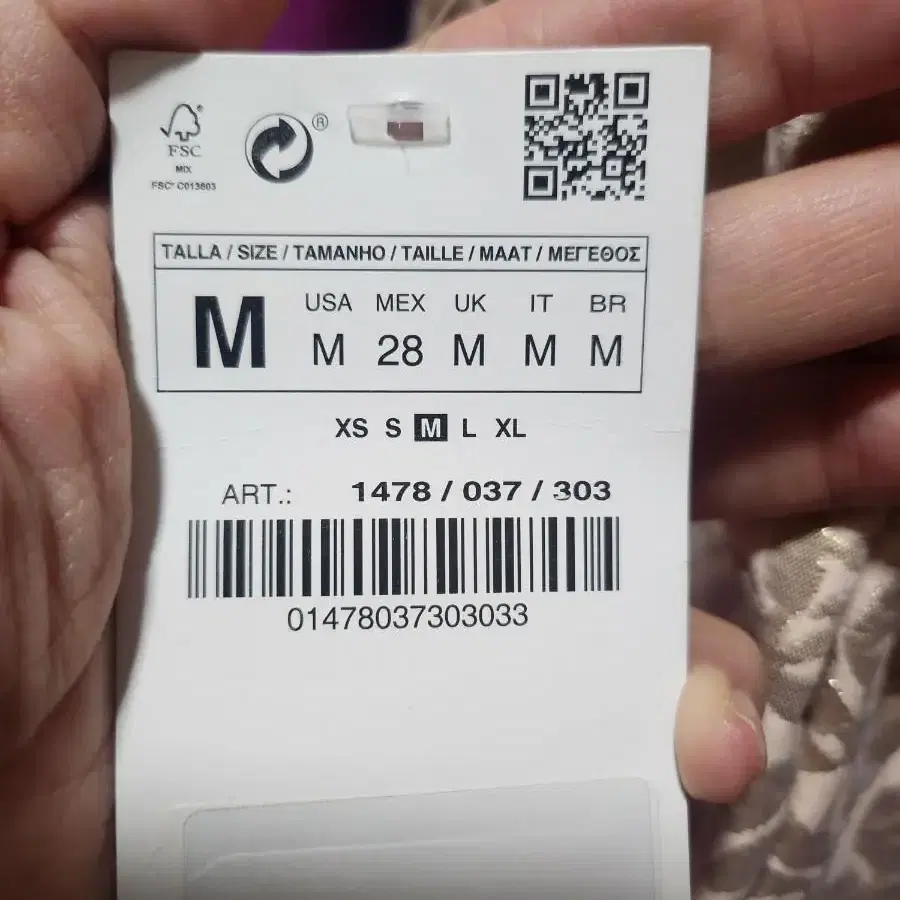 FSC
MIX
FSC® C013803
®
TALLA / SIZE / TAMANHO / TAILLE / MAAT / ΜΕΓΕΘΟΣ
M
USA MEX UK IT BR
M 28 M M M
XS S M L XL
ART.: 1478 / 037 / 303
01478037303033